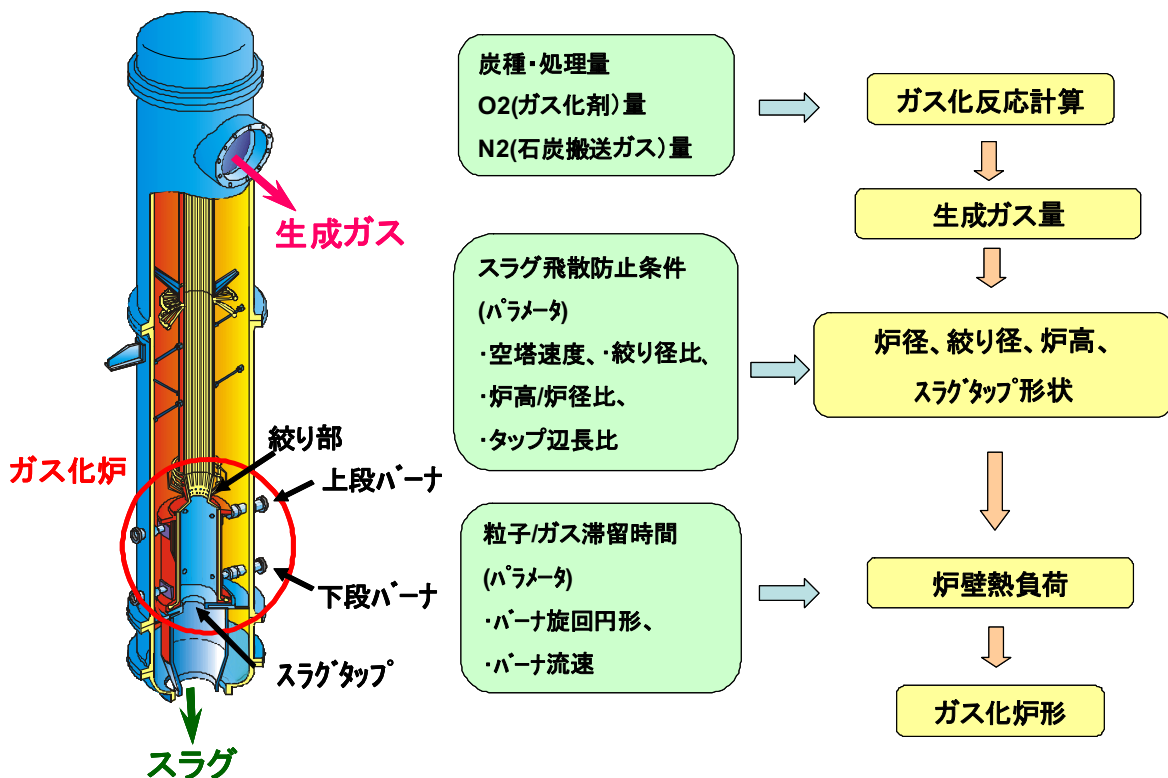 生成ガス
ガス化炉
絞り部
上段バーナ
下段バーナ
スラグタップ
スラグ
炭種・処理量
O2(ガス化剤)量
N2(石炭搬送ガス)量
スラグ飛散防止条件
(パラメータ)
・空塔速度、・絞り径比、
・炉高/炉径比、
・タップ辺長比
粒子/ガス滞留時間
(パラメータ)
・バーナ旋回円形、
・バーナ流速
ガス化反応計算
生成ガス量
炉径、絞り径、炉高、
スラグタップ形状
炉壁熱負荷
ガス化炉形